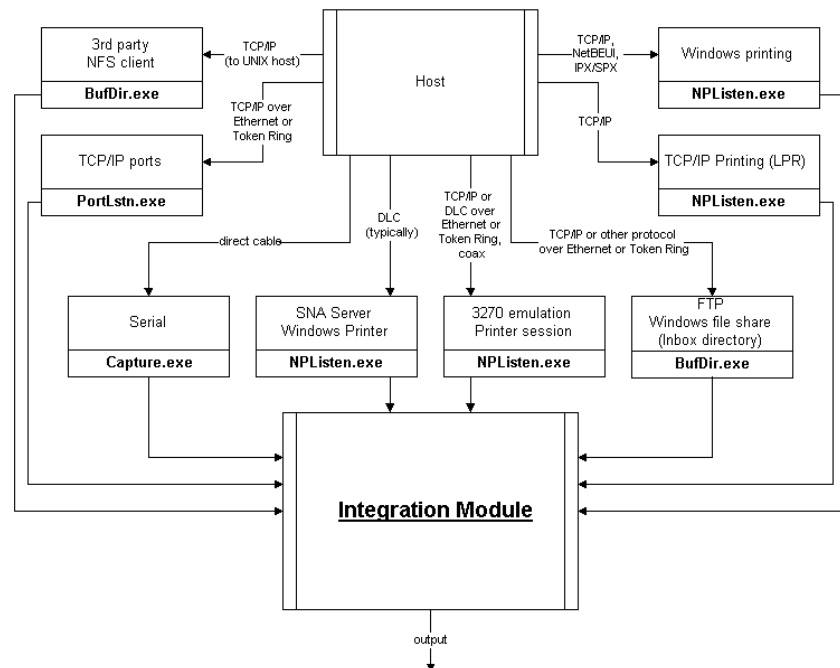 3rd party
NFS client
BufDir.exe
TCP/IP
(to UNIX host)
Host
TCP/IP,
NetBEUI,
IPX/SPX
Windows printing
NPListen.exe
TCP/IP over
Ethernet or
Token Ring
TCP/IP
TCP/IP ports
PortLstn.exe
TCP/IP Printing (LPR)
NPListen.exe
direct cable
DLC
(typically)
TCP/IP or
DLC over
Ethernet or
Token Ring,
coax
TCP/IP or other protocol
over Ethernet or Token Ring
Serial
Capture.exe
SNA Server
Windows Printer
NPListen.exe
3270 emulation
Printer session
NPListen.exe
FTP
Windows file share
(Inbox directory)
BufDir.exe
Integration Module
output